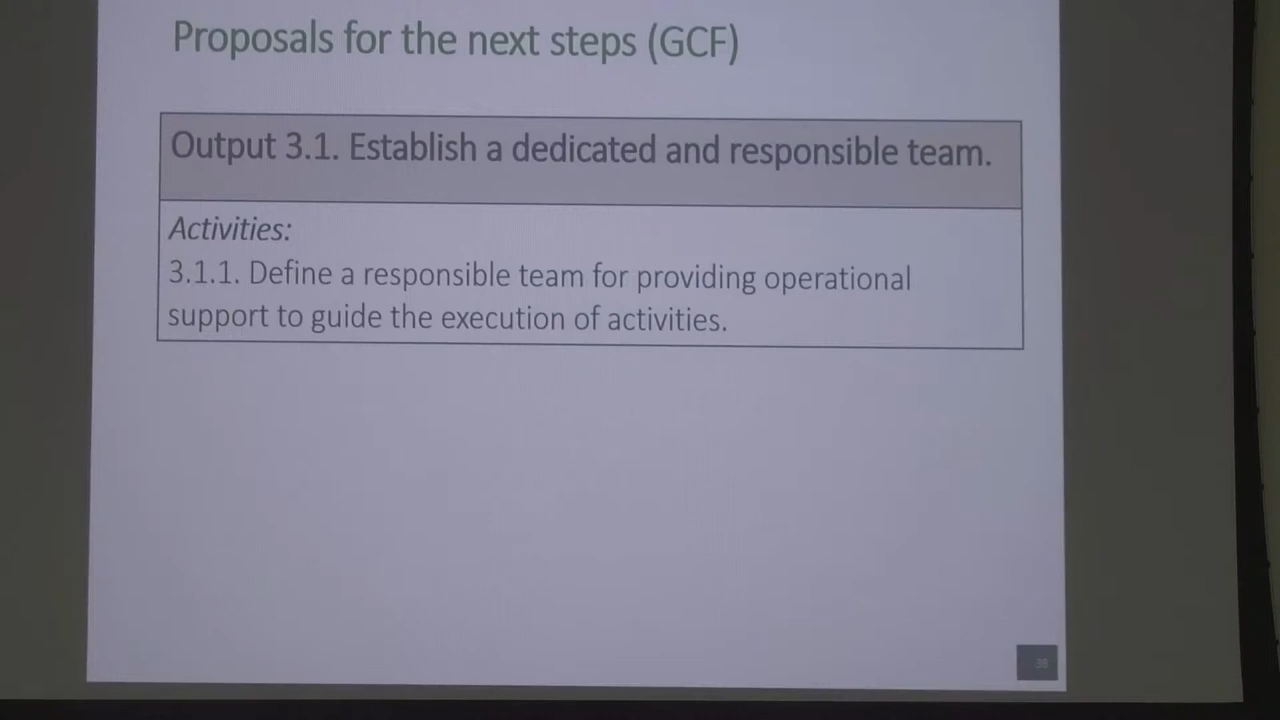 Proposals for the next steps (GCF)
Output 3.1. Establish a dedicated and responsible team.
Activities:
3.1.1. Define a responsible team for providing operational
support to guide the execution of activities.
38